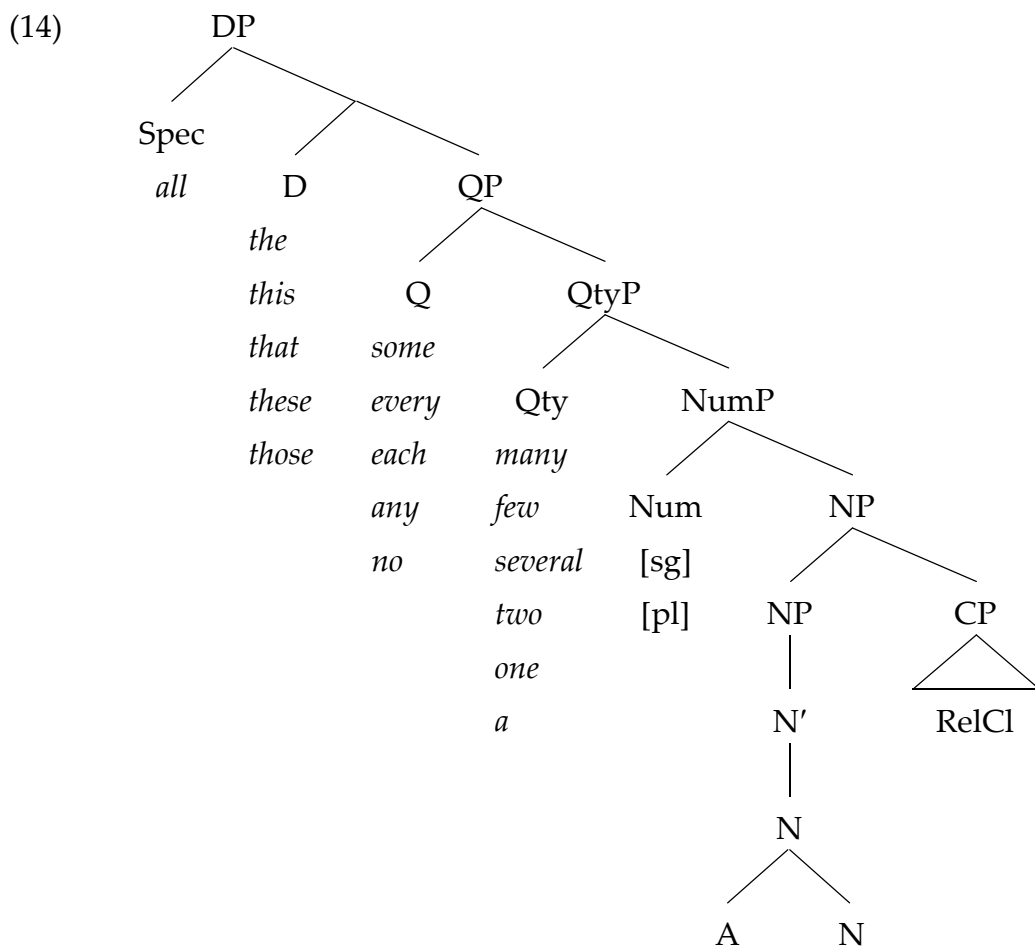 (14) DP
Spec
all D QP
the
this Q QtyP
that some
these every Qty NumP
those each many
any few Num NP
no several [sg]
two [pl] NP CP
one
a N′ RelCl
N
A N